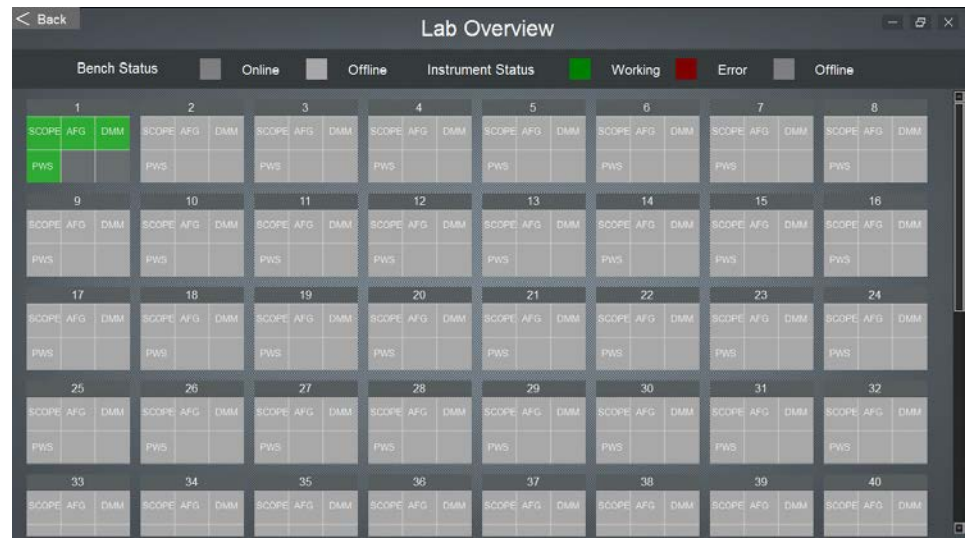 < Back
Lab Overview
Bench Status Online Offline Instrument Status Working Error Offline
1 2 3 4 5 6 7 8
SCOPE AFG DMM SCOPE AFG DMM SCOPE AFG DMM SCOPE AFG DMM SCOPE AFG DMM SCOPE AFG DMM SCOPE AFG DMM SCOPE AFG DMM
PWS PWS PWS PWS PWS PWS PWS PWS
9 10 11 12 13 14 15 16
SCOPE AFG DMM SCOPE AFG DMM SCOPE AFG DMM SCOPE AFG DMM SCOPE AFG DMM SCOPE AFG DMM SCOPE AFG DMM SCOPE AFG DMM
PWS PWS PWS PWS PWS PWS PWS PWS
17 18 19 20 21 22 23 24
SCOPE AFG DMM SCOPE AFG DMM SCOPE AFG DMM SCOPE AFG DMM SCOPE AFG DMM SCOPE AFG DMM SCOPE AFG DMM SCOPE AFG DMM
PWS PWS PWS PWS PWS PWS PWS PWS
25 26 27 28 29 30 31 32
SCOPE AFG DMM SCOPE AFG DMM SCOPE AFG DMM SCOPE AFG DMM SCOPE AFG DMM SCOPE AFG DMM SCOPE AFG DMM SCOPE AFG DMM
PWS PWS PWS PWS PWS PWS PWS PWS
33 34 35 36 37 38 39 40
SCOPE AFG DMM SCOPE AFG DMM SCOPE AFG DMM SCOPE AFG DMM SCOPE AFG DMM SCOPE AFG DMM SCOPE AFG DMM SCOPE AFG DMM